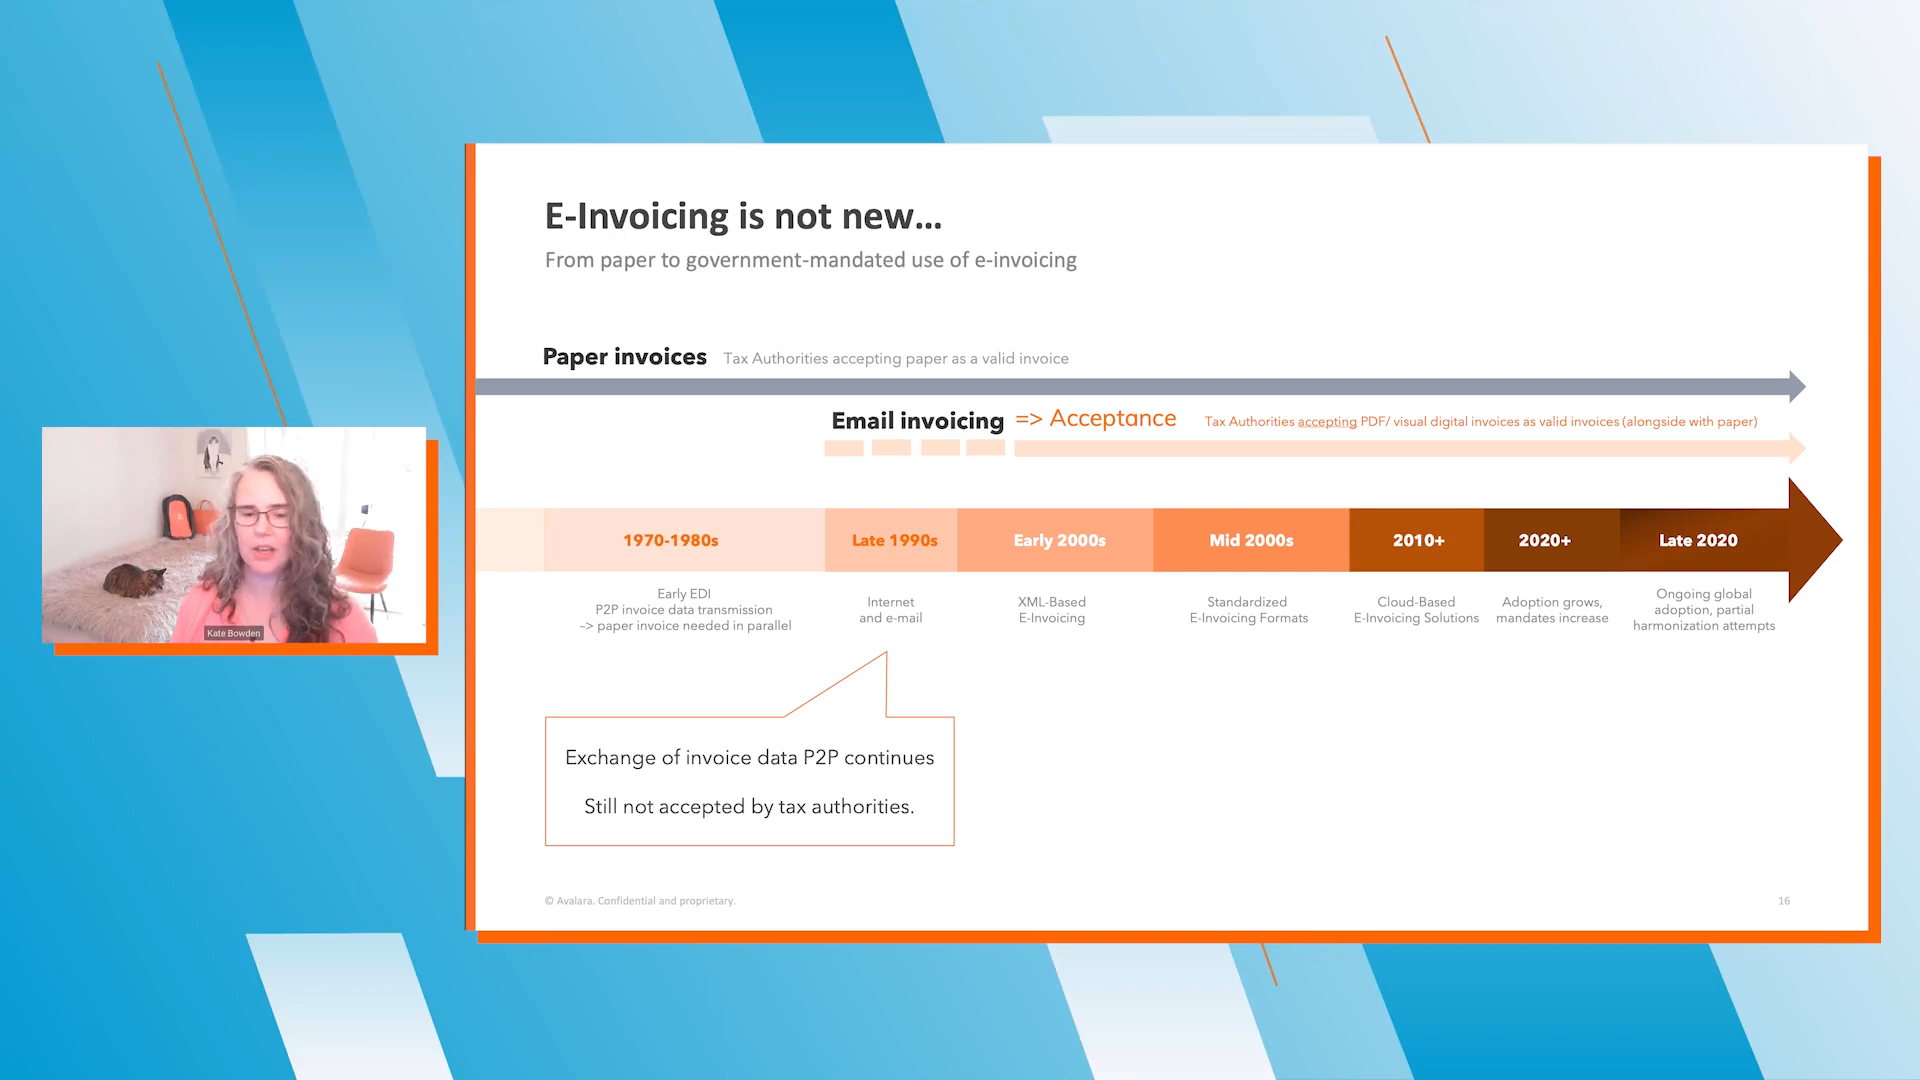 E-Invoicing is not new...
From paper to government-mandated use of e-invoicing
Paper invoices Tax Authorities accepting paper as a valid invoice
Email invoicing => Acceptance Tax Authorities accepting PDF/ visual digital invoices as valid invoices (alongside with paper)
1970-1980s
Late 1990s
Early 2000s
Mid 2000s
2010+
2020+
Late 2020
Early EDI
P2P invoice data transmission
–> paper invoice needed in parallel
Internet
and e-mail
XML-Based
E-Invoicing
Standardized
E-Invoicing Formats
Cloud-Based
E-Invoicing Solutions
Adoption grows,
mandates increase
Ongoing global
adoption, partial
harmonization attempts
Kate Bowden
Exchange of invoice data P2P continues
Still not accepted by tax authorities.
© Avalara. Confidential and proprietary.
16